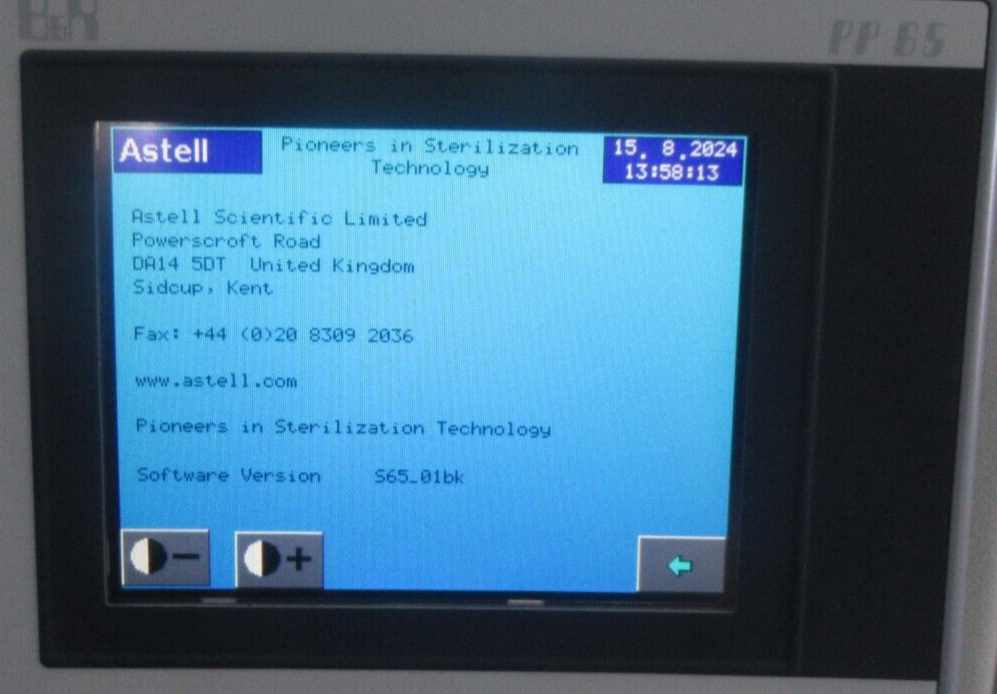 B&R
PP 65
Astell
Pioneers in Sterilization
Technology
15. 8.2024
13:58:13
Astell Scientific Limited
Powerscroft Road
DA14 5DT United Kingdom
Sidcup, Kent
Fax: +44 (0)20 8309 2036
www.astell.com
Pioneers in Sterilization Technology
Software Version S65_01bk